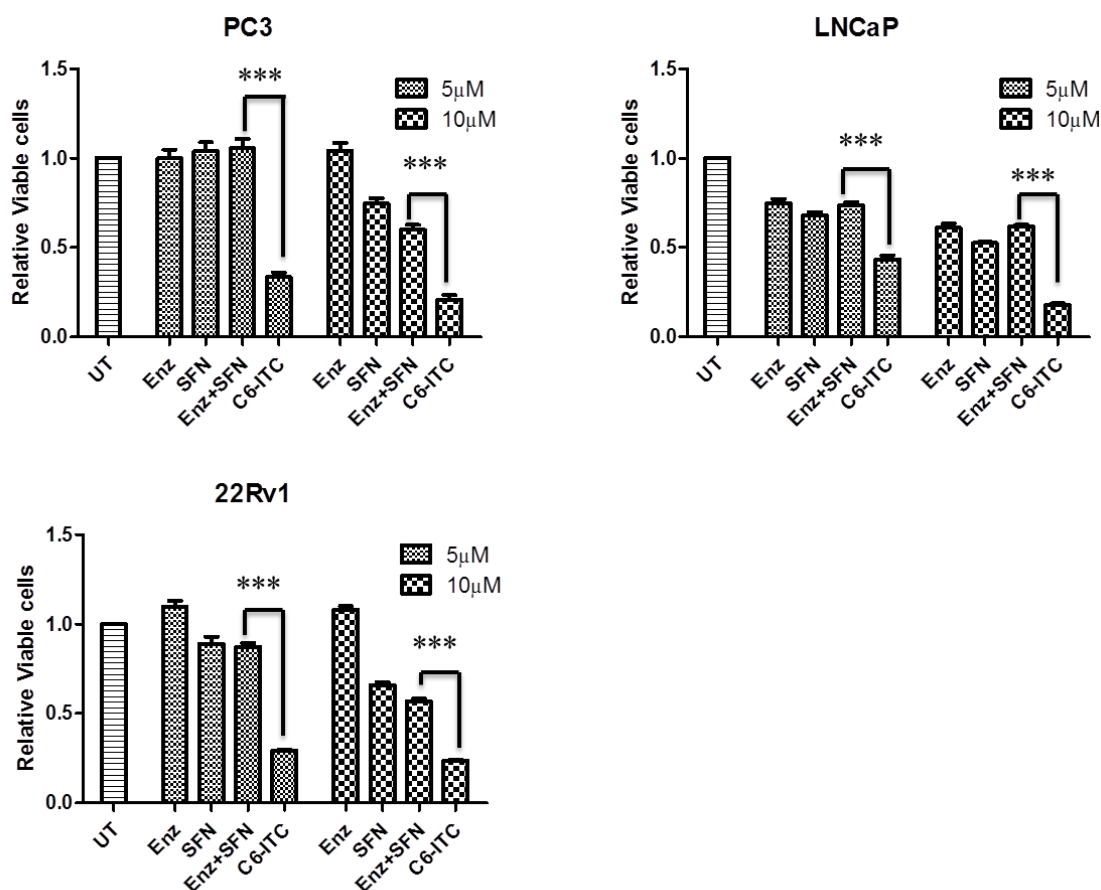 PC3
Relative Viable cells
1.5
1.0
0.5
0.0
***
***
5µM
10µM
UT
Enz
SFN
Enz+SFN
C6-ITC
Enz
SFN
Enz+SFN
C6-ITC
LNCaP
Relative Viable cells
1.5
1.0
0.5
0.0
***
***
5µM
10µM
UT
Enz
SFN
Enz+SFN
C6-ITC
Enz
SFN
Enz+SFN
C6-ITC
22Rv1
Relative Viable cells
1.5
1.0
0.5
0.0
***
***
5µM
10µM
UT
Enz
SFN
Enz+SFN
C6-ITC
Enz
SFN
Enz+SFN
C6-ITC